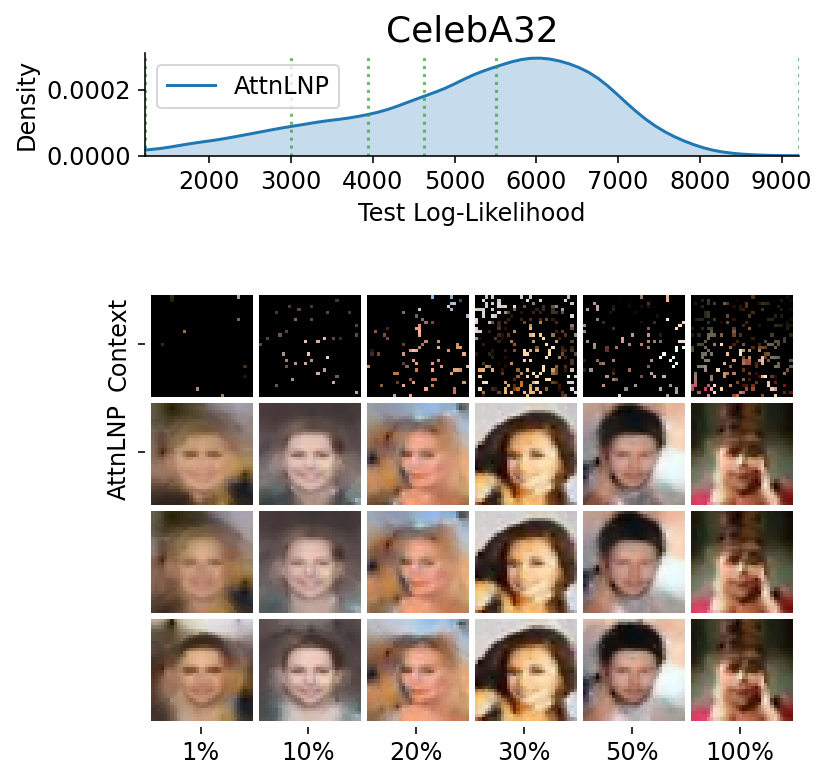 CelebA32
Density
0.0002
0.0000
AttnLNP
2000 3000 4000 5000 6000 7000 8000 9000
Test Log-Likelihood
Context
AttnLNP
1% 10% 20% 30% 50% 100%